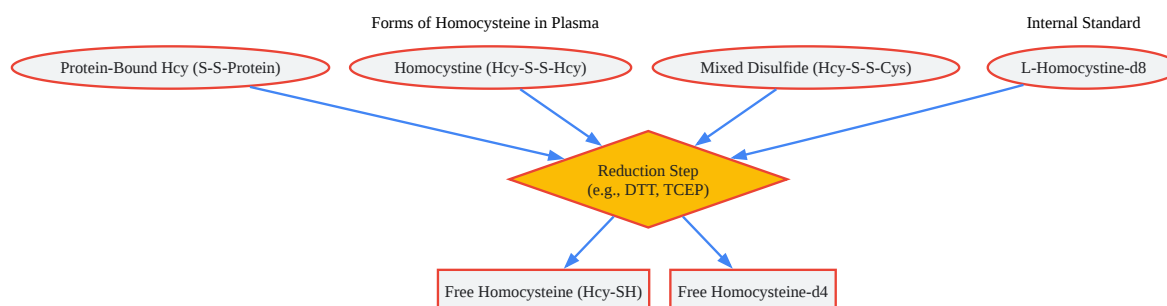 Forms of Homocysteine in Plasma
Internal Standard
Protein-Bound Hcy (S-S-Protein)
Homocystine (Hcy-S-S-Hcy)
Mixed Disulfide (Hcy-S-S-Cys)
L-Homocystine-d8
Reduction Step
(e.g., DTT, TCEP)
Free Homocysteine (Hcy-SH)
Free Homocysteine-d4